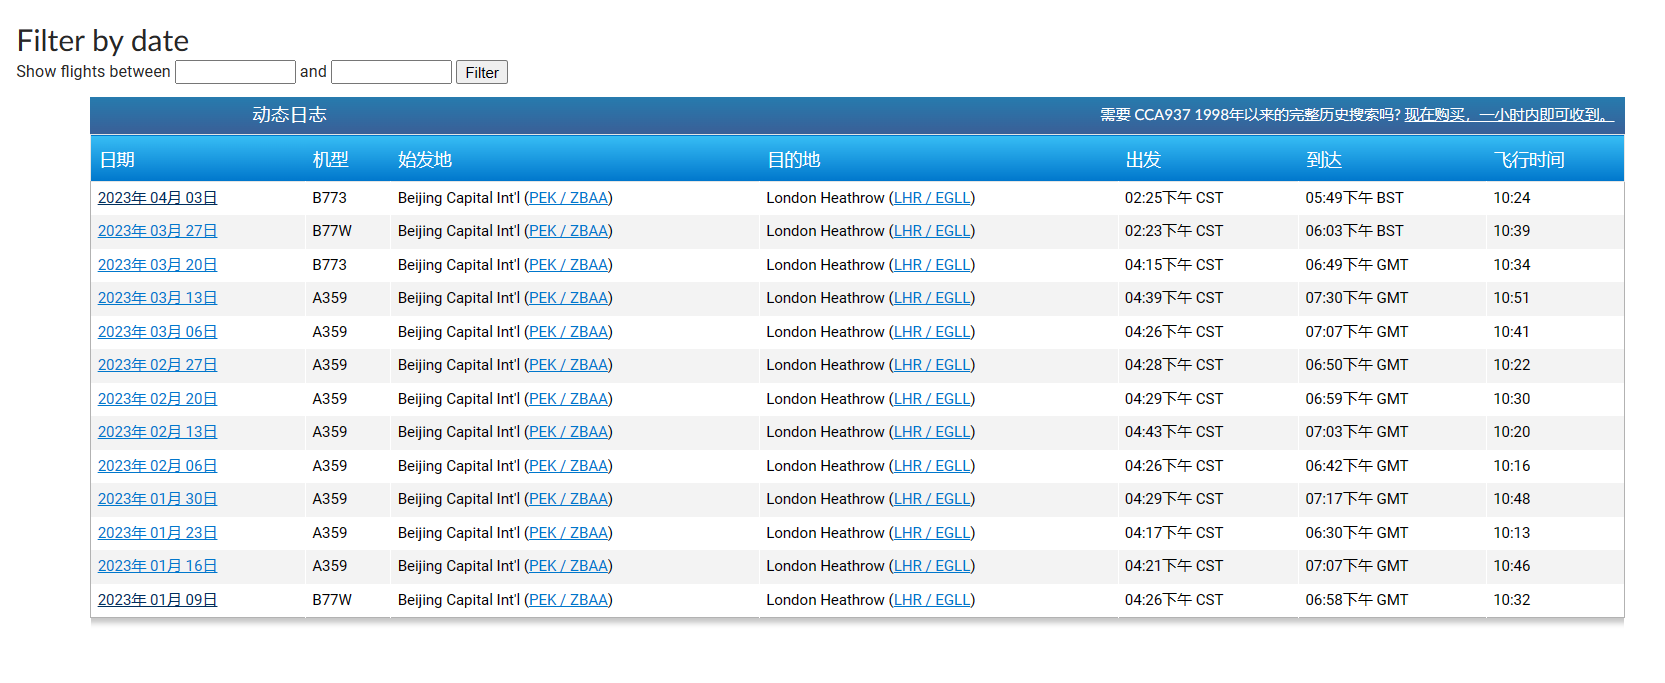 Filter by date
Show flights between and Filter
动态日志 需要 CCA937 1998年以来的完整历史搜索吗? 现在购买，一小时内即可收到。
日期 机型 始发地 目的地 出发 到达 飞行时间
2023年 04月 03日 B773 Beijing Capital Int'l (PEK / ZBAA) London Heathrow (LHR / EGLL) 02:25下午 CST 05:49下午 BST 10:24
2023年 03月 27日 B77W Beijing Capital Int'l (PEK / ZBAA) London Heathrow (LHR / EGLL) 02:23下午 CST 06:03下午 BST 10:39
2023年 03月 20日 B773 Beijing Capital Int'l (PEK / ZBAA) London Heathrow (LHR / EGLL) 04:15下午 CST 06:49下午 GMT 10:34
2023年 03月 13日 A359 Beijing Capital Int'l (PEK / ZBAA) London Heathrow (LHR / EGLL) 04:39下午 CST 07:30下午 GMT 10:51
2023年 03月 06日 A359 Beijing Capital Int'l (PEK / ZBAA) London Heathrow (LHR / EGLL) 04:26下午 CST 07:07下午 GMT 10:41
2023年 02月 27日 A359 Beijing Capital Int'l (PEK / ZBAA) London Heathrow (LHR / EGLL) 04:28下午 CST 06:50下午 GMT 10:22
2023年 02月 20日 A359 Beijing Capital Int'l (PEK / ZBAA) London Heathrow (LHR / EGLL) 04:29下午 CST 06:59下午 GMT 10:30
2023年 02月 13日 A359 Beijing Capital Int'l (PEK / ZBAA) London Heathrow (LHR / EGLL) 04:43下午 CST 07:03下午 GMT 10:20
2023年 02月 06日 A359 Beijing Capital Int'l (PEK / ZBAA) London Heathrow (LHR / EGLL) 04:26下午 CST 06:42下午 GMT 10:16
2023年 01月 30日 A359 Beijing Capital Int'l (PEK / ZBAA) London Heathrow (LHR / EGLL) 04:29下午 CST 07:17下午 GMT 10:48
2023年 01月 23日 A359 Beijing Capital Int'l (PEK / ZBAA) London Heathrow (LHR / EGLL) 04:17下午 CST 06:30下午 GMT 10:13
2023年 01月 16日 A359 Beijing Capital Int'l (PEK / ZBAA) London Heathrow (LHR / EGLL) 04:21下午 CST 07:07下午 GMT 10:46
2023年 01月 09日 B77W Beijing Capital Int'l (PEK / ZBAA) London Heathrow (LHR / EGLL) 04:26下午 CST 06:58下午 GMT 10:32